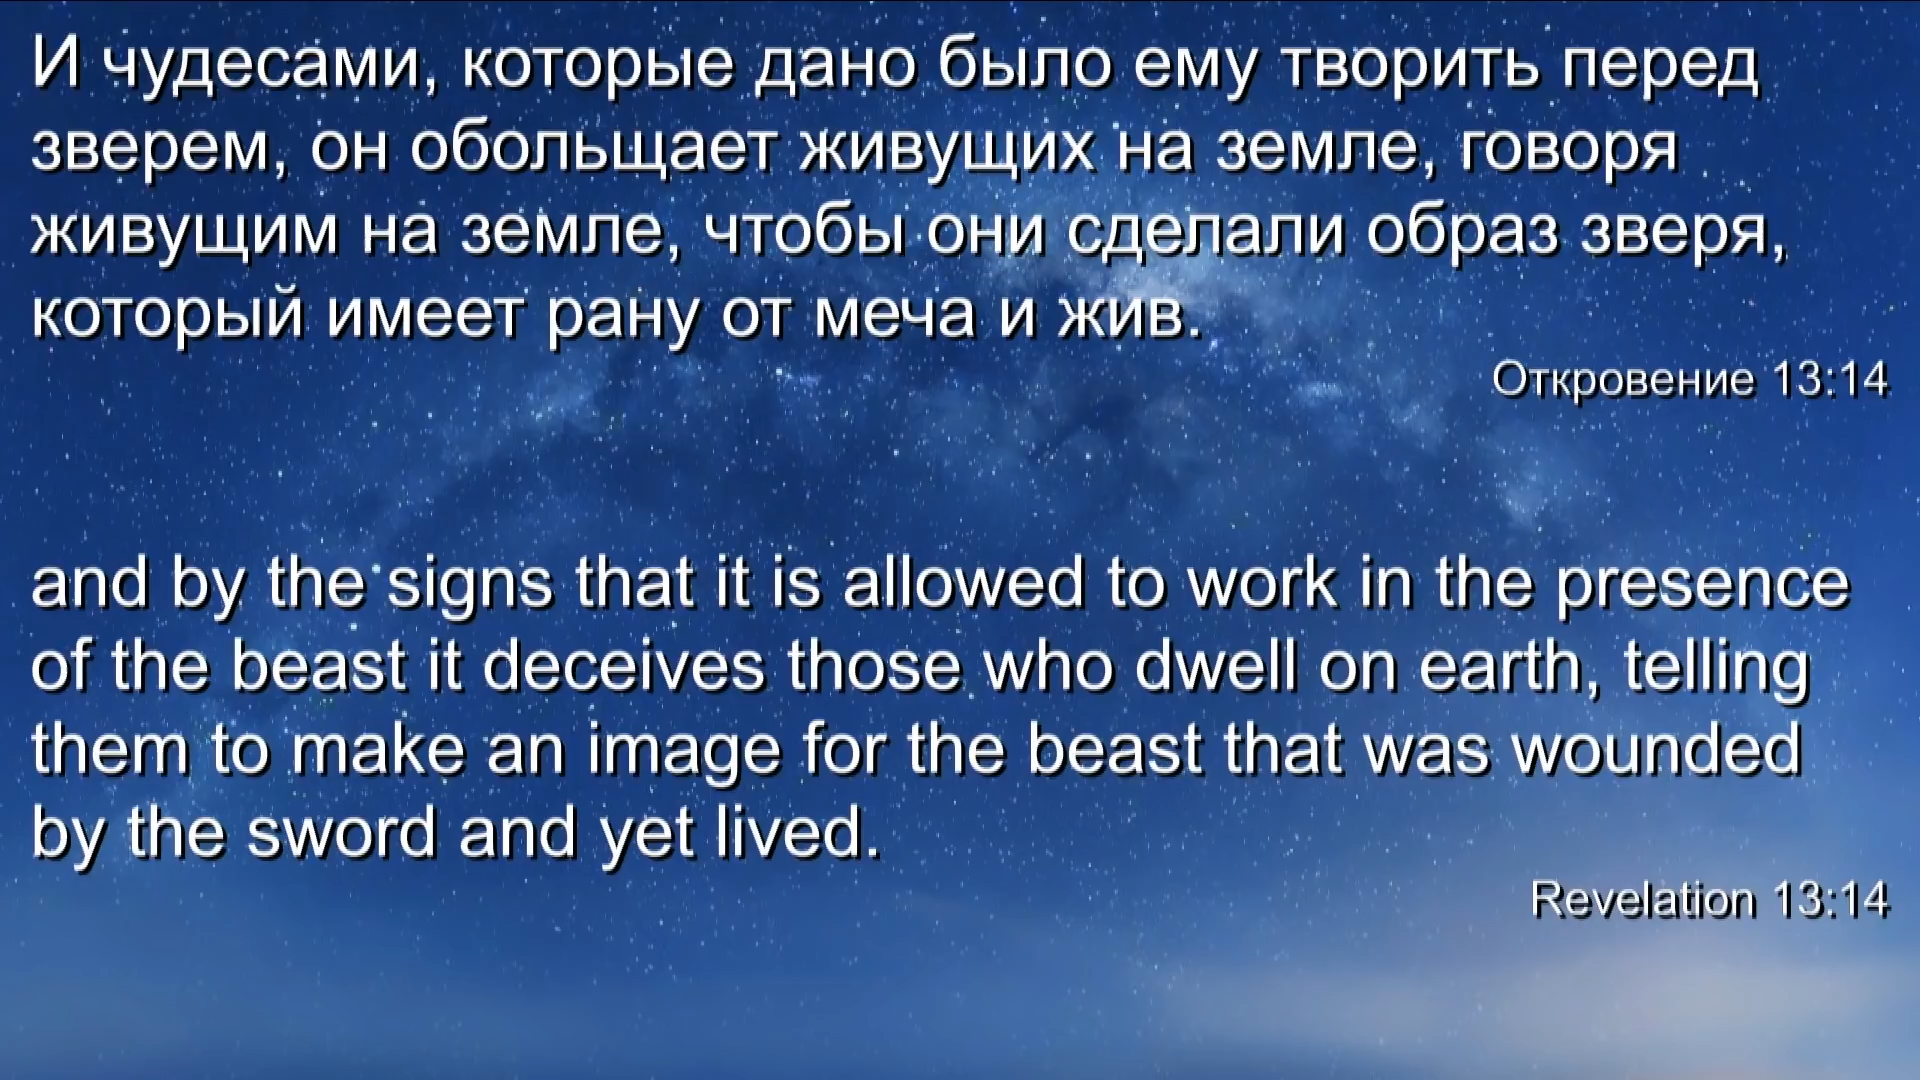 И чудесами, которые дано было ему творить перед
зверем, он обольщает живущих на земле, говоря
живущим на земле, чтобы они сделали образ зверя,
который имеет рану от меча и жив.
Откровение 13:14
and by the signs that it is allowed to work in the presence
of the beast it deceives those who dwell on earth, telling
them to make an image for the beast that was wounded
by the sword and yet lived.
Revelation 13:14